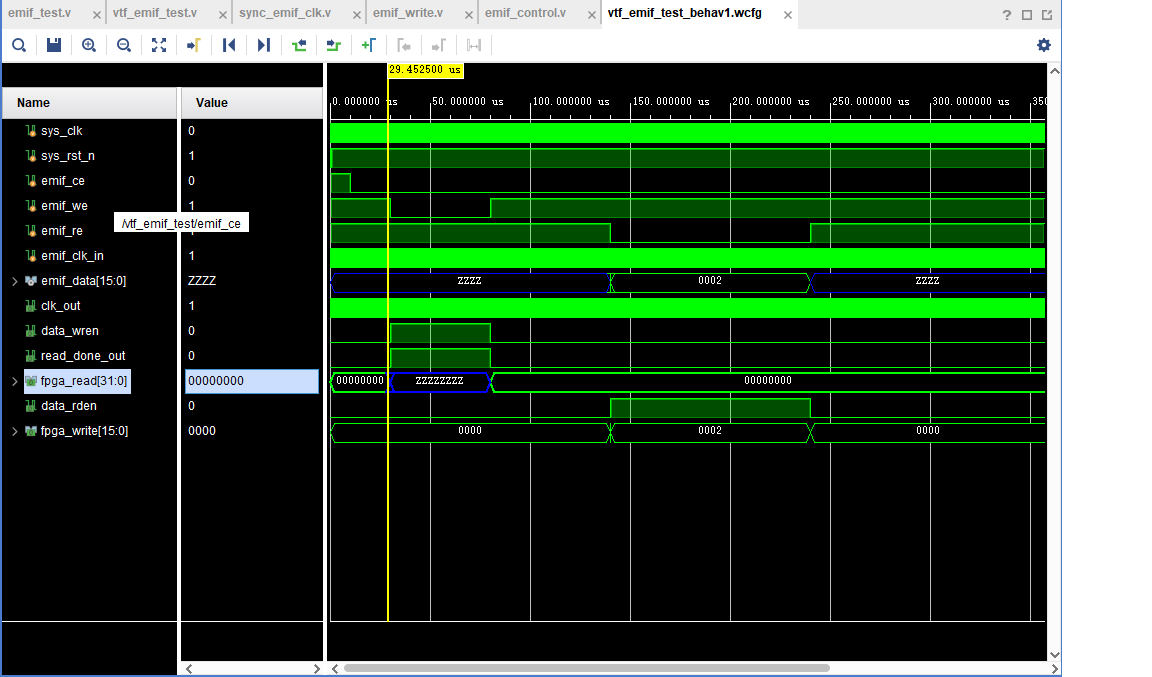 emif_test.v × vtf_emif_test.v × sync_emif_clk.v × emif_write.v × emif_control.v × vtf_emif_test_behav1.wcfg × ?
29.452500 us
Name Value 0.000000 us 50.000000 us 100.000000 us 150.000000 us 200.000000 us 250.000000 us 300.000000 us 350
sys_clk 0
sys_rst_n 1
emif_ce 0
emif_we 1
/vtf_emif_test/emif_ce
emif_re
emif_clk_in 1
emif_data[15:0] ZZZZ ZZZZ 0002 ZZZZ
clk_out 1
data_wren 0
read_done_out 0
fpga_read[31:0] 00000000 00000000 ZZZZZZZZ 00000000
data_rden 0
fpga_write[15:0] 0000 0000 0002 0000